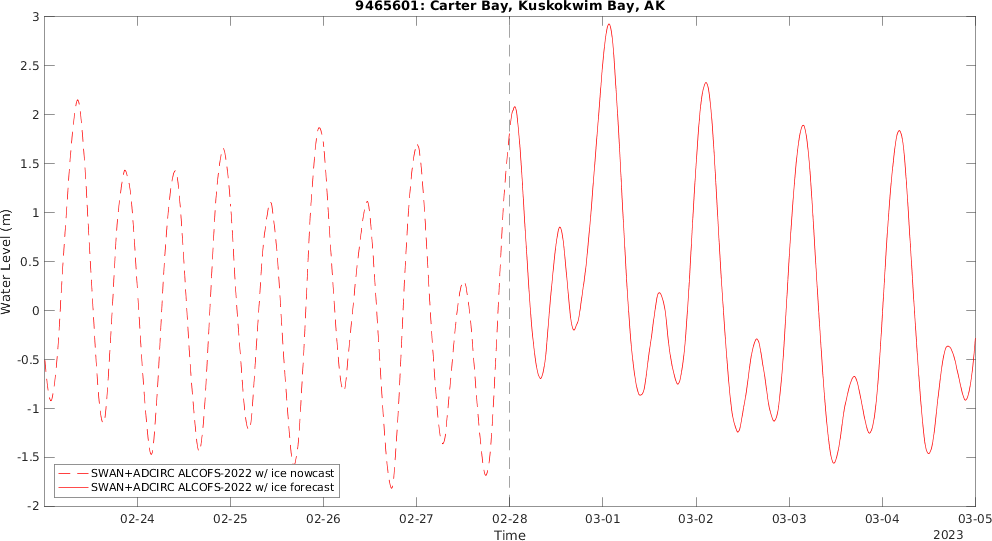 9465601: Carter Bay, Kuskokwim Bay, AK
3
2.5
2
1.5
1
0.5
0
-0.5
-1
-1.5
-2
Water Level (m)
SWAN+ADCIRC ALCOFS-2022 w/ ice nowcast
SWAN+ADCIRC ALCOFS-2022 w/ ice forecast
02-24 02-25 02-26 02-27 02-28 03-01 03-02 03-03 03-04 03-05
Time
2023